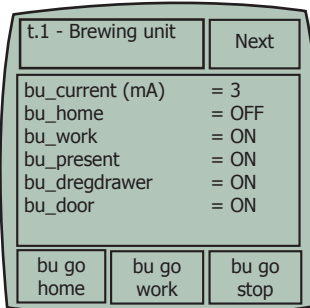 t.1 - Brewing unit
Next
bu_current (mA) = 3
bu_home = OFF
bu_work = ON
bu_present = ON
bu_dregdrawer = ON
bu_door = ON
bu go
home
bu go
work
bu go
stop